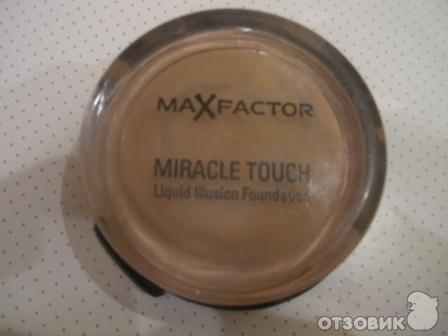 MAXFACTOR
MIRACLE TOUCH
Liquid Illusion Foundation
ОТЗОВИК